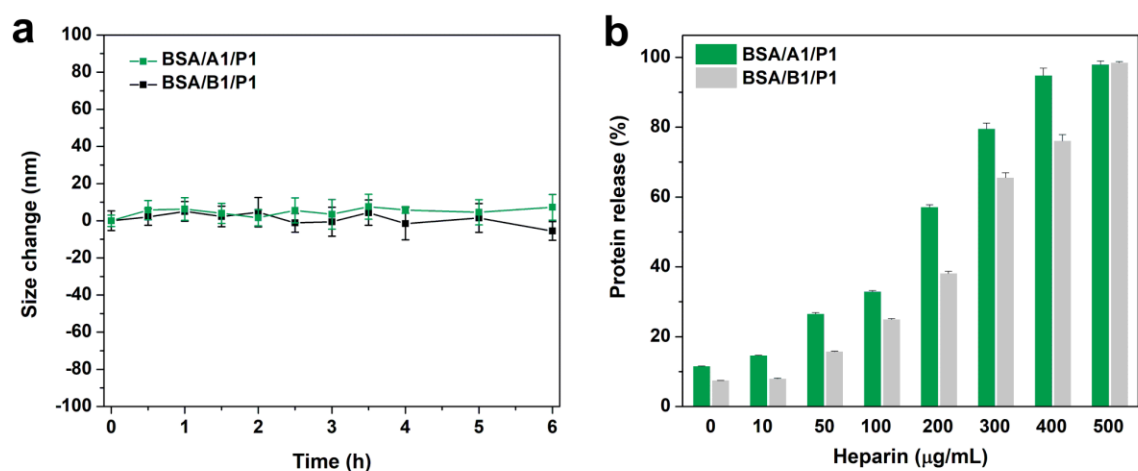 a
BSA/A1/P1
BSA/B1/P1
Size change (nm)
100
80
60
40
20
0
-20
-40
-60
-80
-100
0 1 2 3 4 5 6
Time (h)
b
BSA/A1/P1
BSA/B1/P1
Protein release (%)
100
80
60
40
20
0
0 10 50 100 200 300 400 500
Heparin (μg/mL)